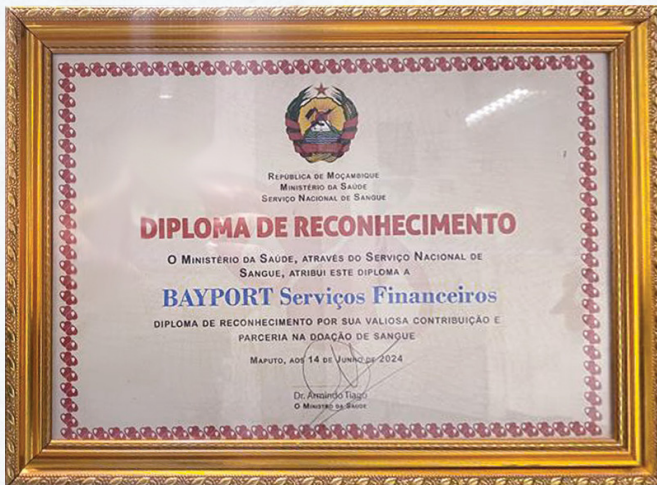 REPÚBLICA DE MOÇAMBIQUE
MINISTÉRIO DA SAÚDE
SERVIÇO NACIONAL DE SANGUE
DIPLOMA DE RECONHECIMENTO
O MINISTÉRIO DA SAÚDE, ATRAVÉS DO SERVIÇO NACIONAL DE
SANGUE, ATRIBUI ESTE DIPLOMA A
BAYPORT Serviços Financeiros
DIPLOMA DE RECONHECIMENTO POR SUA VALIOSA CONTRIBUIÇÃO E
PARCERIA NA DOAÇÃO DE SANGUE
MAPUTO, AOS 14 DE JUNHO DE 2024
Dr. Armindo Tiago
O MINISTRO DA SAÚDE